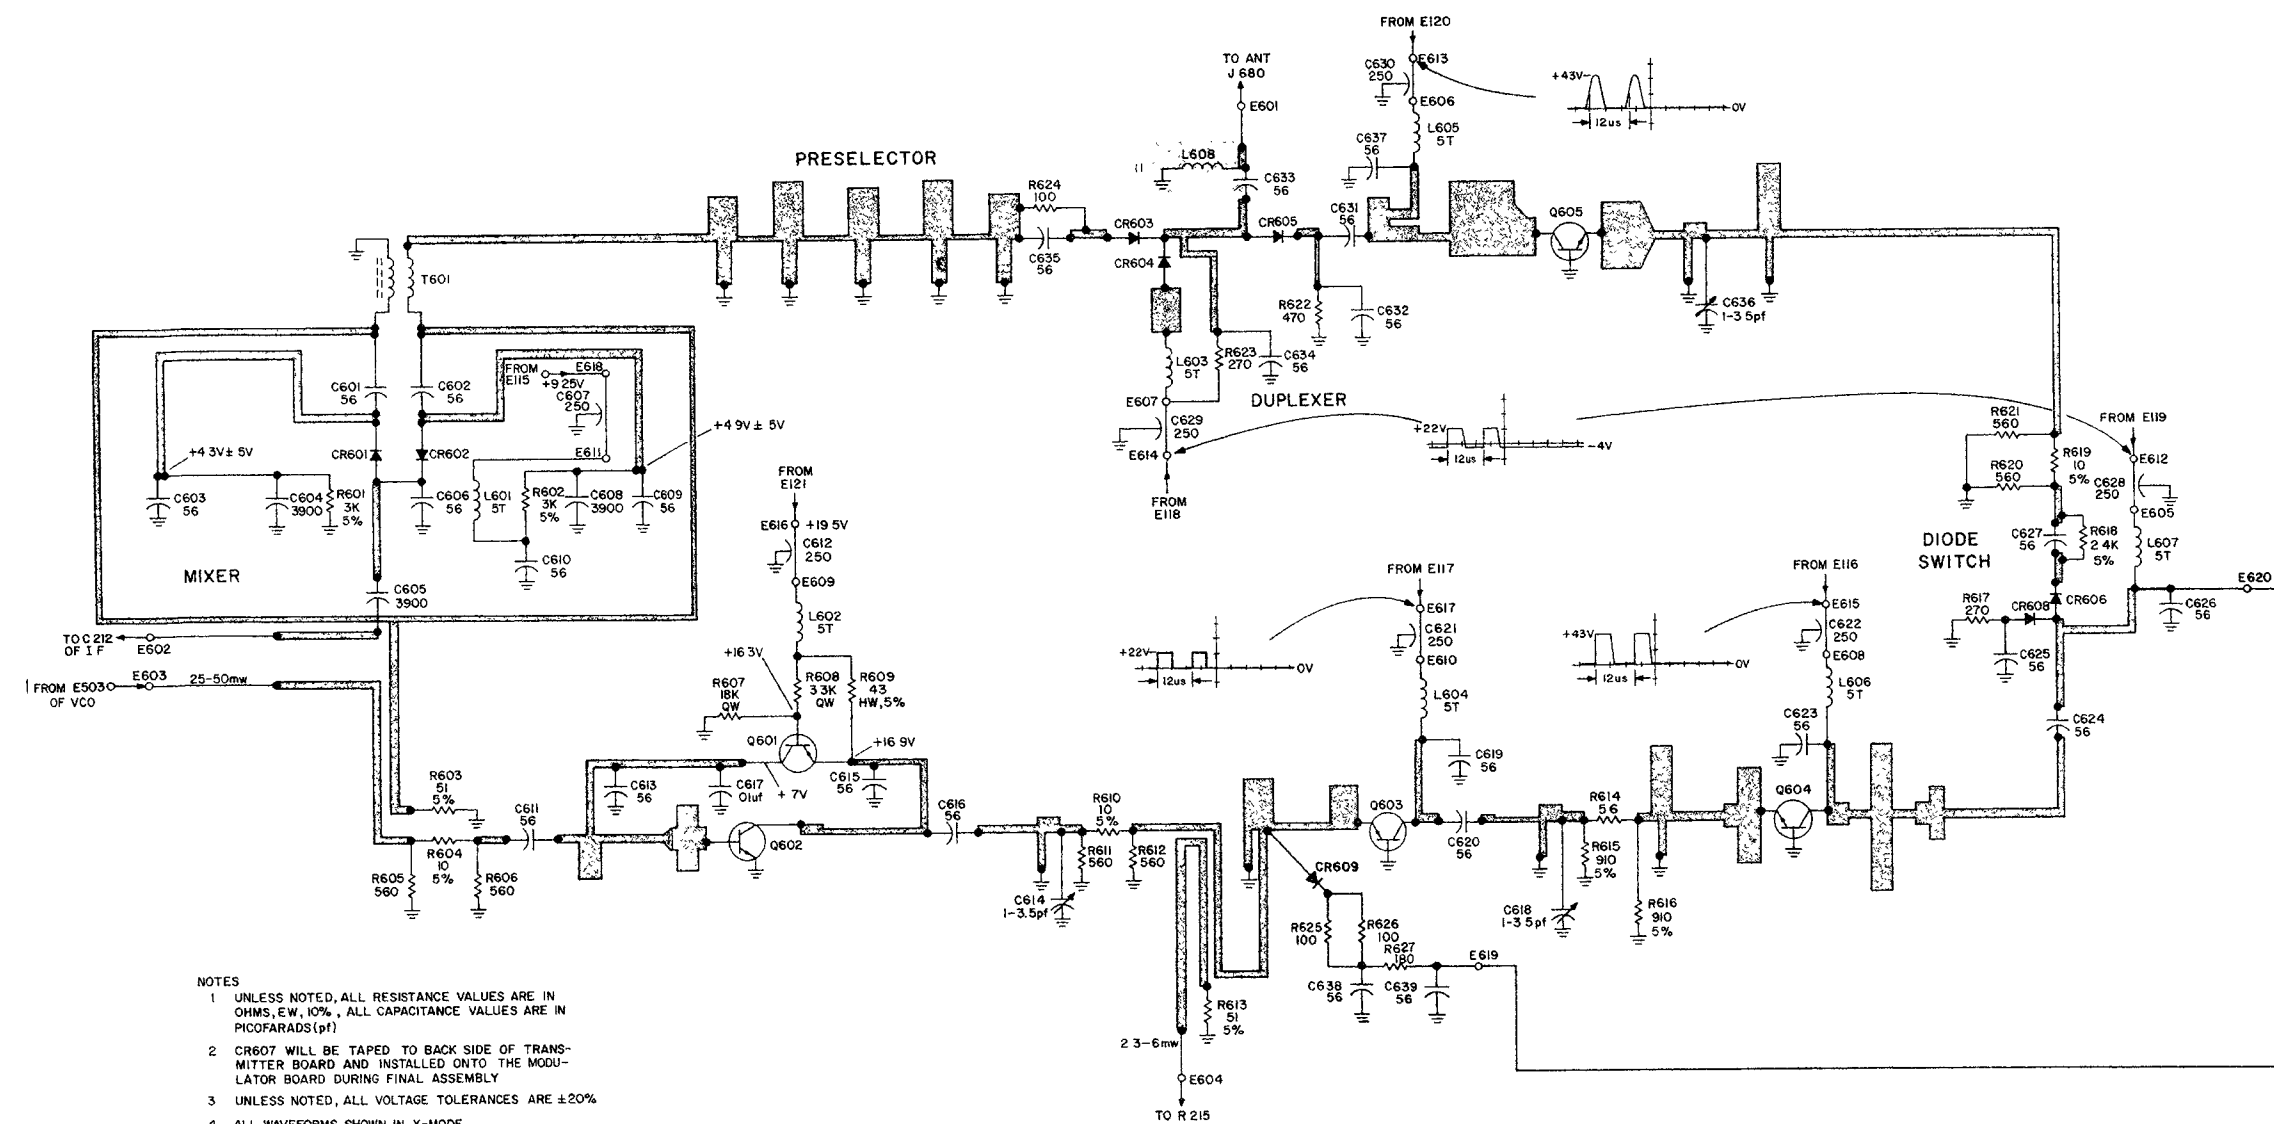 FROM E120
E613
C630
250
E606
L605
5T
C637
56
+43V
0V
12us
TO ANT
J680
E601
L608
C633
56
PRESELECTOR
R624
100
C635
56
CR603
CR604
CR605
C631
56
Q605
C636
1-3 5pf
R622
470
C632
56
L603
5T
R623
270
C634
56
E607
DUPLEXER
C629
250
E614
FROM
E118
+22V
-4V
12us
T601
C601
56
C602
56
FROM
E115
E618
+9 25V
C607
250
E611
+4 9V± 5V
+4 3V± 5V
CR601
CR602
C603
56
C604
3900
R601
3K
5%
C606
56
L601
5T
R602
3K
5%
C608
3900
C609
56
C610
56
MIXER
C605
3900
TO C212
OF I F
E602
FROM E503
OF VCO
E603
25-50mw
FROM
E121
E616
+19 5V
C612
250
E609
L602
5T
+16 3V
R607
18K
QW
R608
3 3K
QW
R609
43
HW,5%
Q601
+16 9V
C613
56
C617
01uf
+ 7V
C615
56
R603
51
5%
R604
10
5%
R605
560
R606
560
C611
56
Q602
C616
56
R610
10
5%
R611
560
R612
560
C614
1-3.5pf
R613
51
5%
2 3-6mw
E604
TO R215
FROM E117
E617
C621
250
E610
L604
5T
+22V
0V
12us
C619
56
Q603
C620
56
CR609
R625
100
R626
100
R627
180
E619
C638
56
C639
56
FROM E116
E615
C622
250
E608
L606
5T
+43V
0V
12us
C623
56
R614
56
R615
910
5%
R616
910
5%
C618
1-3 5pf
Q604
R621
560
R620
560
R619
10
5%
FROM E119
E612
C628
250
E605
L607
5T
C627
56
R618
2 4K
5%
DIODE
SWITCH
R617
270
CR608
CR606
C625
56
C626
56
E620
C624
56
NOTES
1 UNLESS NOTED, ALL RESISTANCE VALUES ARE IN
OHMS, EW, 10%, ALL CAPACITANCE VALUES ARE IN
PICOFARADS(pf)
2 CR607 WILL BE TAPED TO BACK SIDE OF TRANS-
MITTER BOARD AND INSTALLED ONTO THE MODU-
LATOR BOARD DURING FINAL ASSEMBLY
3 UNLESS NOTED, ALL VOLTAGE TOLERANCES ARE ±20%
4 ALL WAVEFORMS SHOWN IN X-MODE